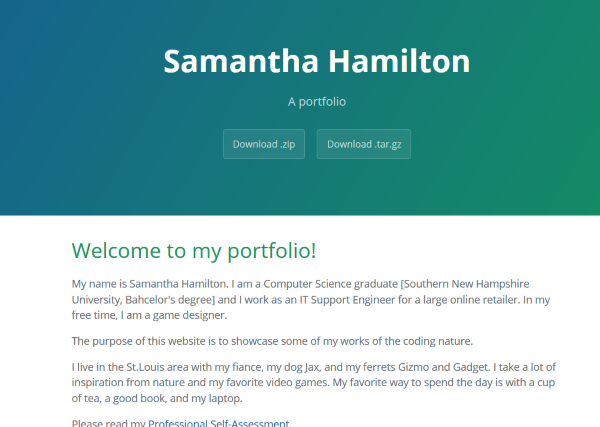 Samantha Hamilton
A portfolio
Download .zip Download .tar.gz
Welcome to my portfolio!
My name is Samantha Hamilton. I am a Computer Science graduate [Southern New Hampshire
University, Bahcelor's degree] and I work as an IT Support Engineer for a large online retailer. In my
free time, I am a game designer.
The purpose of this website is to showcase some of my works of the coding nature.
I live in the St.Louis area with my fiance, my dog Jax, and my ferrets Gizmo and Gadget. I take a lot of
inspiration from nature and my favorite video games. My favorite way to spend the day is with a cup
of tea, a good book, and my laptop.
Please read my Professional Self-Assessment.